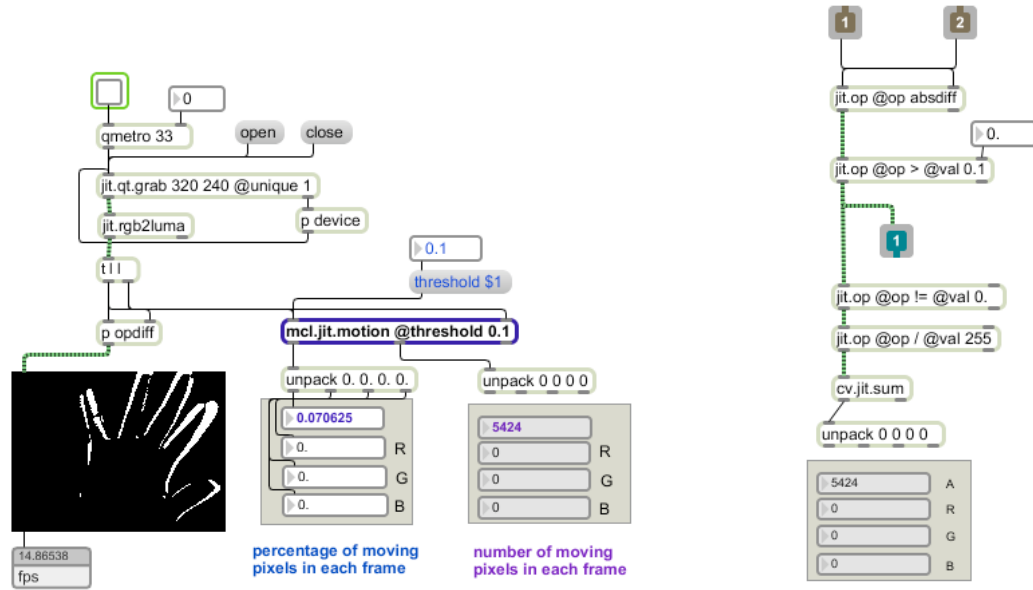 0
qmetro 33
open
close
jit.qt.grab 320 240 @unique 1
jit.rgb2luma
p device
t l l
0.1
threshold $1
p opdiff
mcl.jit.motion @threshold 0.1
unpack 0. 0. 0. 0.
unpack 0 0 0 0
0.070625
0. R
0. G
0. B
5424
0 R
0 G
0 B
percentage of moving
pixels in each frame
number of moving
pixels in each frame
14.86538
fps
1
2
jit.op @op absdiff
0.
jit.op @op > @val 0.1
1
jit.op @op != @val 0.
jit.op @op / @val 255
cv.jit.sum
unpack 0 0 0 0
5424 A
0 R
0 G
0 B